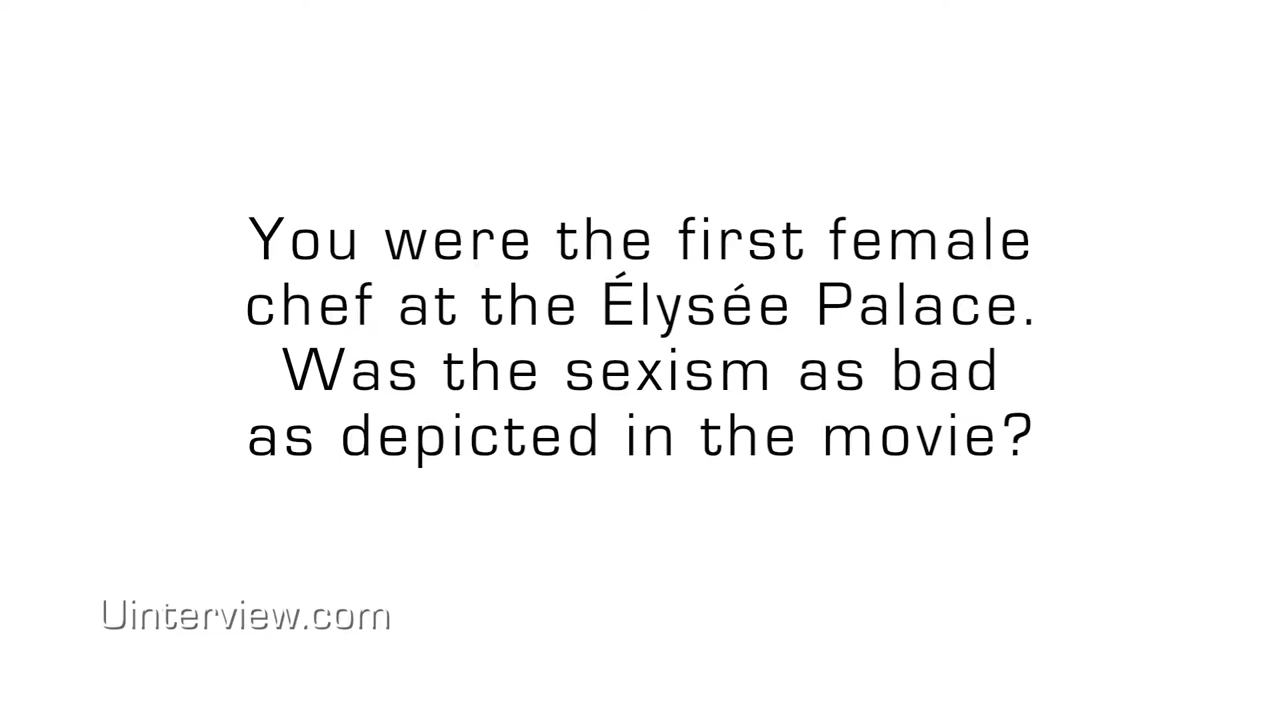 You were the first female
chef at the Élysée Palace.
Was the sexism as bad
as depicted in the movie?
Uinterview.com